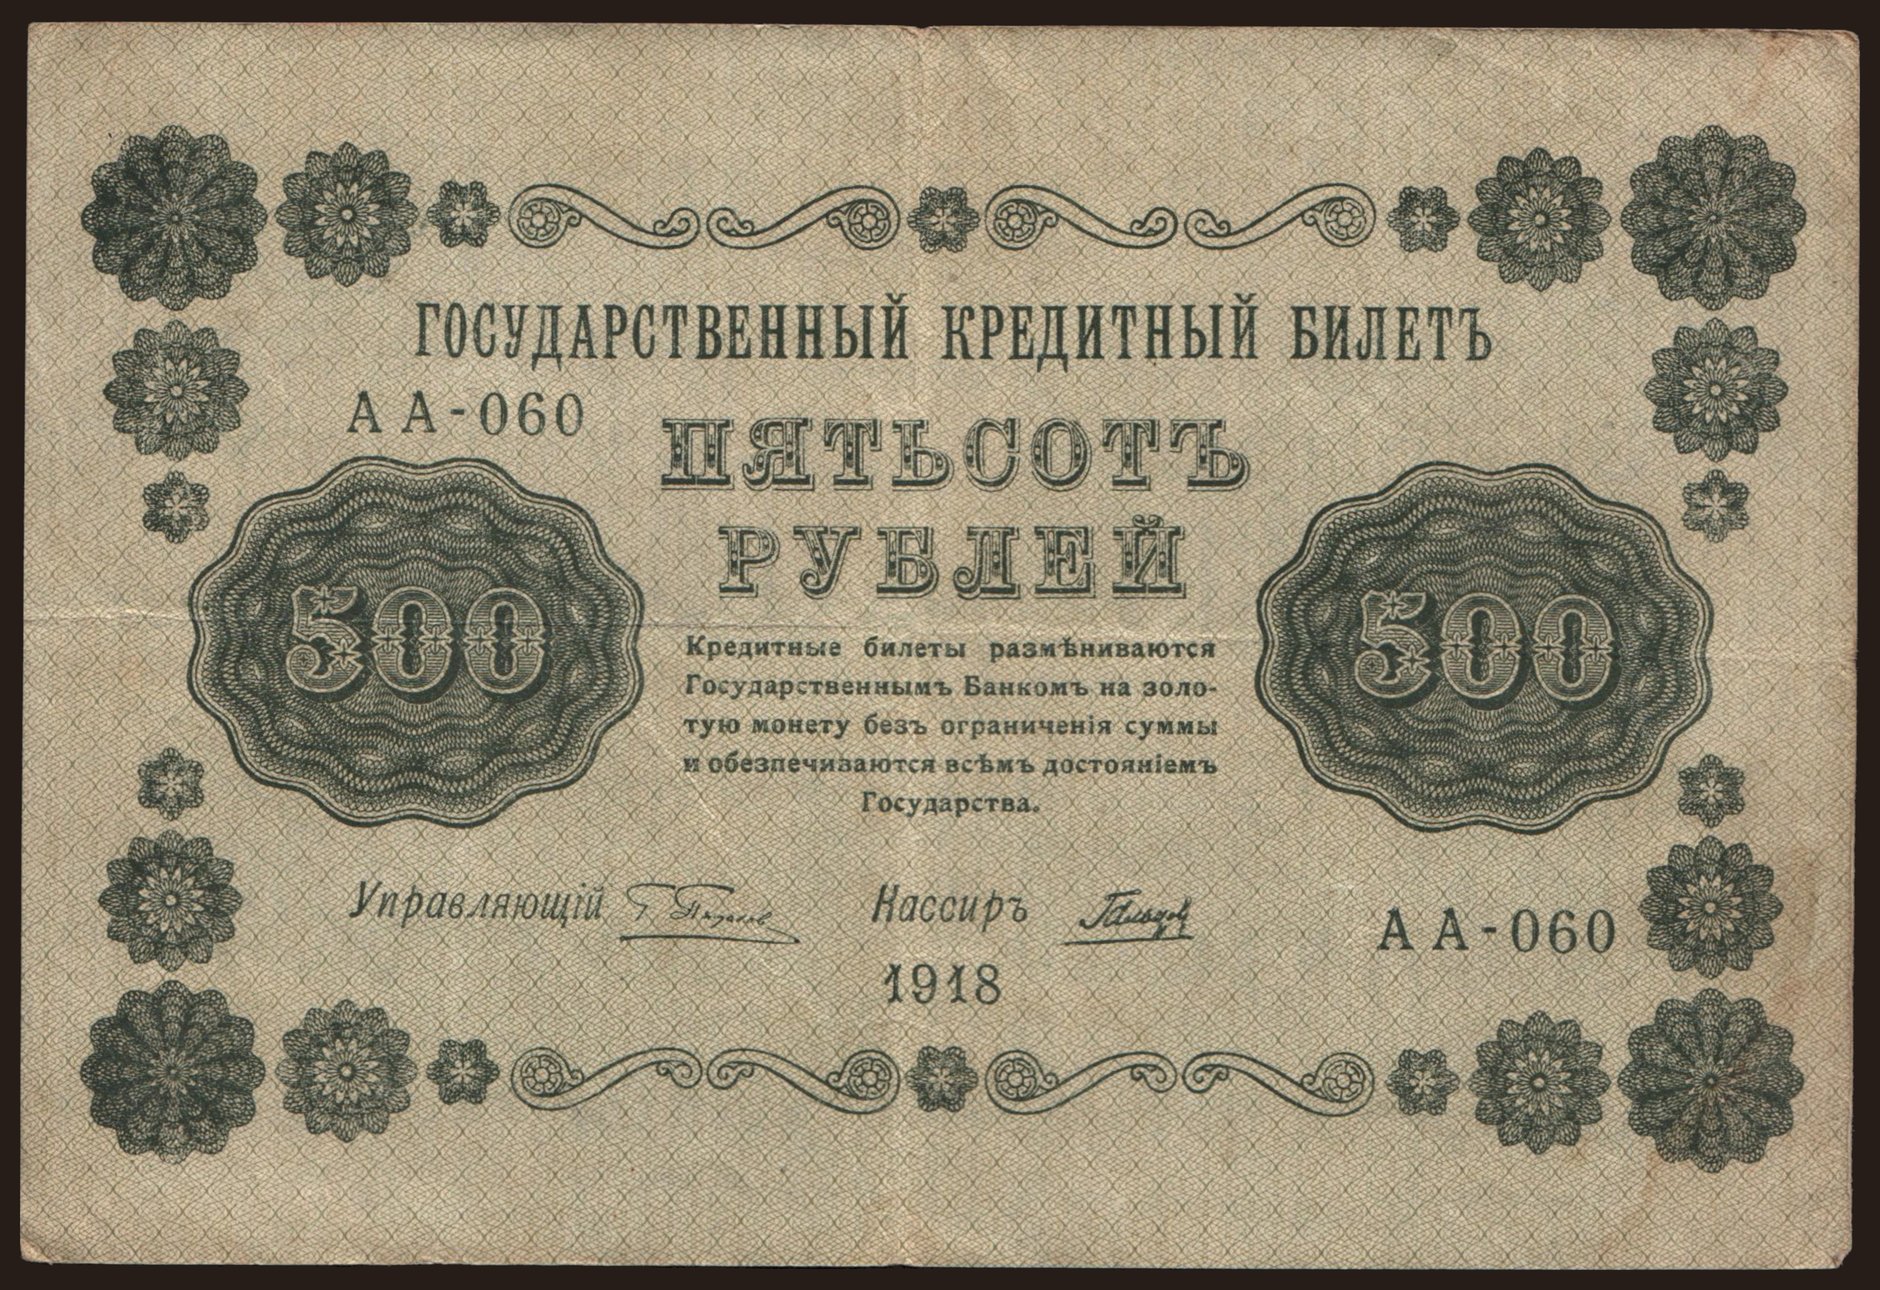 ГОСУДАРСТВЕННЫЙ КРЕДИТНЫЙ БИЛЕТЪ
АА-060
ПЯТЬСОТЪ
РУБЛЕЙ
500
500
Кредитные билеты размѣниваются
Государственнымъ Банкомъ на золо-
тую монету безъ ограниченія суммы
и обезпечиваются всѣмъ достояніемъ
Государства.
Управляющій
Кассиръ
АА-060
1918